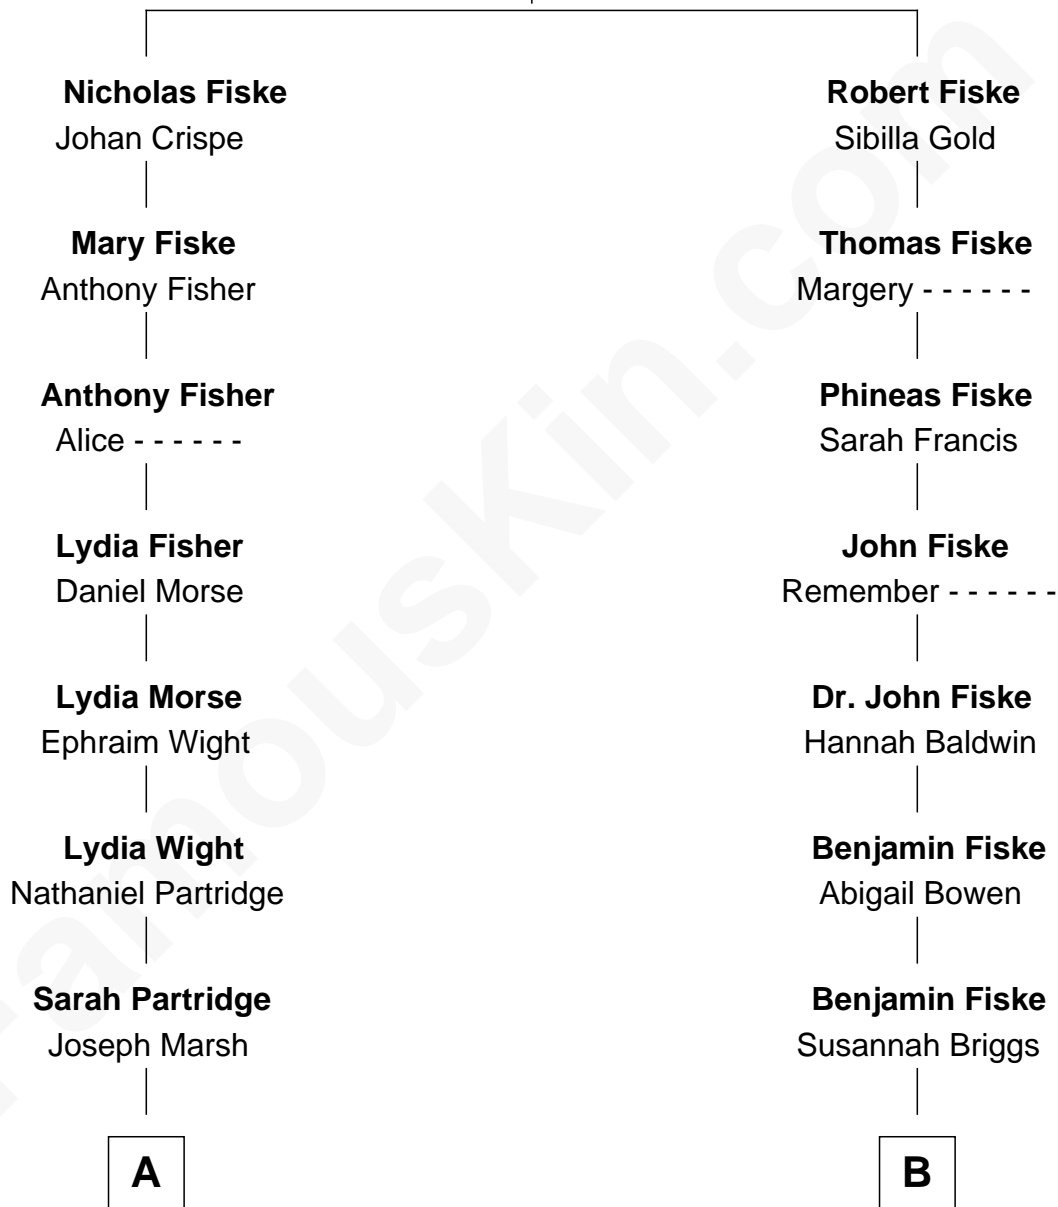 Nicholas Fiske
Johan Crispe
Mary Fiske
Anthony Fisher
Anthony Fisher
Alice - - - - - -
Lydia Fisher
Daniel Morse
Lydia Morse
Ephraim Wight
Lydia Wight
Nathaniel Partridge
Sarah Partridge
Joseph Marsh
A
Robert Fiske
Sibilla Gold
Thomas Fiske
Margery - - - - - -
Phineas Fiske
Sarah Francis
John Fiske
Remember - - - - - -
Dr. John Fiske
Hannah Baldwin
Benjamin Fiske
Abigail Bowen
Benjamin Fiske
Susannah Briggs
B
FamousKin.com